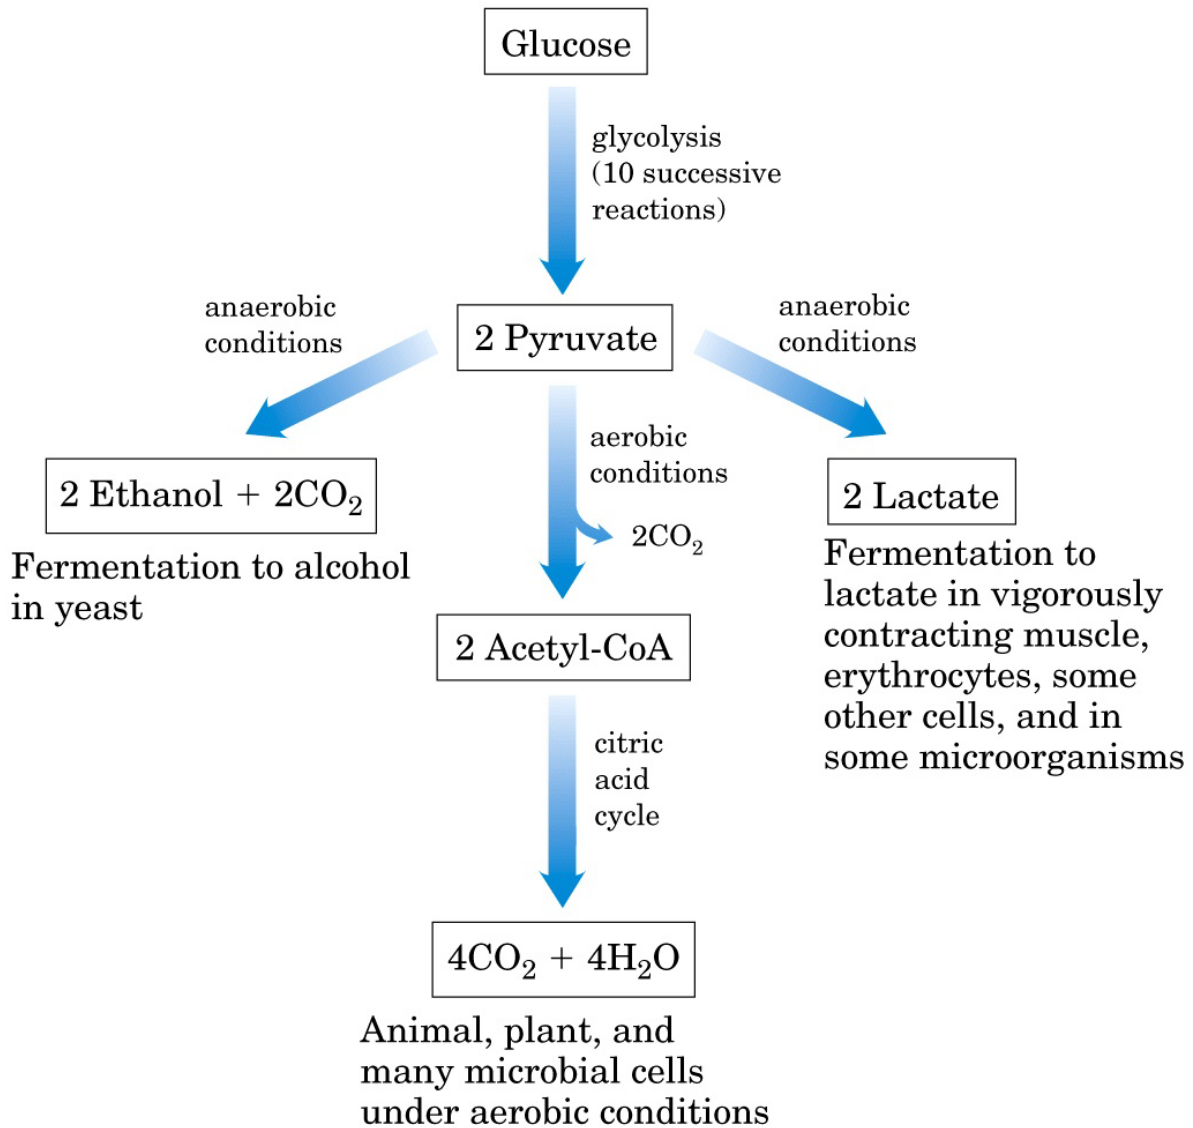 Glucose
glycolysis
(10 successive
reactions)
anaerobic
conditions
2 Pyruvate
anaerobic
conditions
aerobic
conditions
2CO₂
2 Ethanol + 2CO₂
Fermentation to alcohol
in yeast
2 Lactate
Fermentation to
lactate in vigorously
contracting muscle,
erythrocytes, some
other cells, and in
some microorganisms
2 Acetyl-CoA
citric
acid
cycle
4CO₂ + 4H₂O
Animal, plant, and
many microbial cells
under aerobic conditions